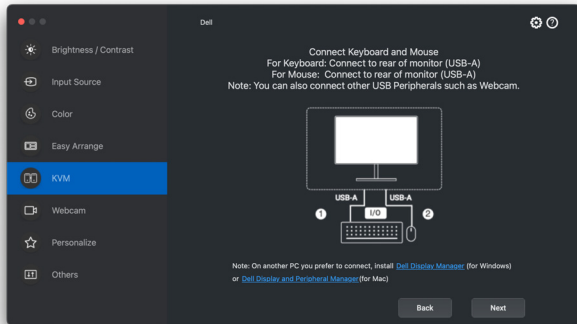 Dell
Brightness / Contrast
Input Source
Color
Easy Arrange
KVM
Webcam
Personalize
Others
Connect Keyboard and Mouse
For Keyboard: Connect to rear of monitor (USB-A)
For Mouse: Connect to rear of monitor (USB-A)
Note: You can also connect other USB Peripherals such as Webcam.
USB-A USB-A
1 I/O 2
Note: On another PC you prefer to connect, install Dell Display Manager (for Windows)
or Dell Display and Peripheral Manager(for Mac)
Back Next